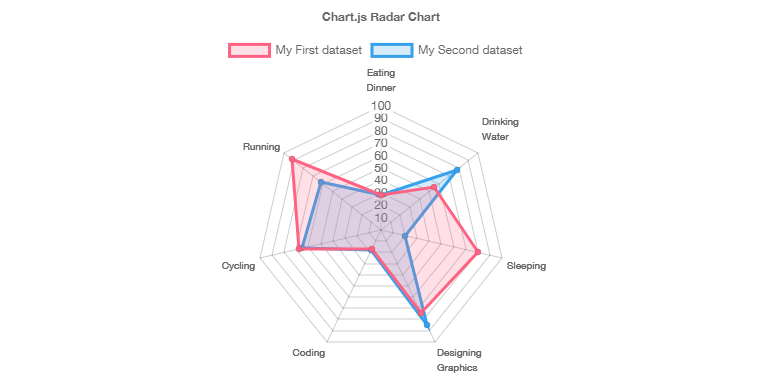 Chart.js Radar Chart
My First dataset
My Second dataset
Eating
Dinner
Drinking
Water
Sleeping
Designing
Graphics
Coding
Cycling
Running
100
90
80
70
60
50
40
30
20
10